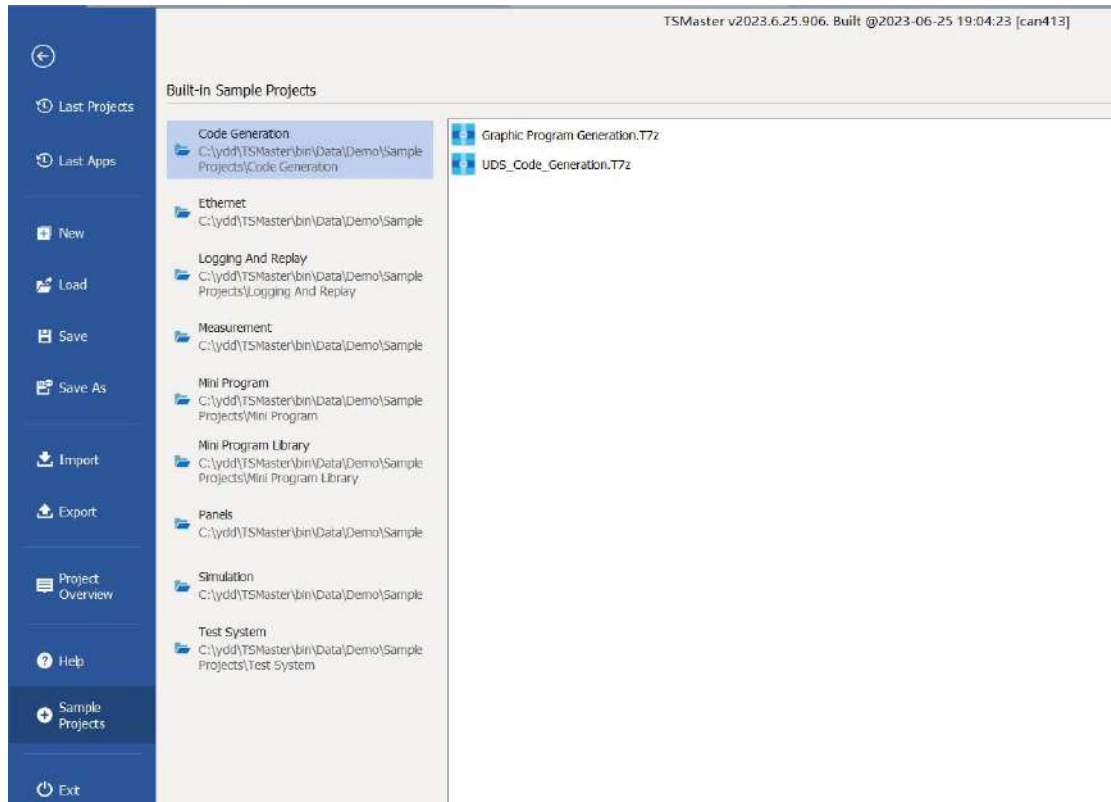 TSMaster v2023.6.25.906. Built @2023-06-25 19:04:23 [can413]
Last Projects
Last Apps
New
Load
Save
Save As
Import
Export
Project
Overview
Help
Sample
Projects
Exit
Built-In Sample Projects
Code Generation
C:\ydd\TSMaster\bin\Data\Demo\Sample
Projects\Code Generation
Ethernet
C:\ydd\TSMaster\bin\Data\Demo\Sample
Logging And Replay
C:\ydd\TSMaster\bin\Data\Demo\Sample
Projects\Logging And Replay
Measurement
C:\ydd\TSMaster\bin\Data\Demo\Sample
Mini Program
C:\ydd\TSMaster\bin\Data\Demo\Sample
Projects\Mini Program
Mini Program Library
C:\ydd\TSMaster\bin\Data\Demo\Sample
Projects\Mini Program Library
Panels
C:\ydd\TSMaster\bin\Data\Demo\Sample
Simulation
C:\ydd\TSMaster\bin\Data\Demo\Sample
Test System
C:\ydd\TSMaster\bin\Data\Demo\Sample
Projects\Test System
Graphic Program Generation.T7z
UDS_Code_Generation.T7z